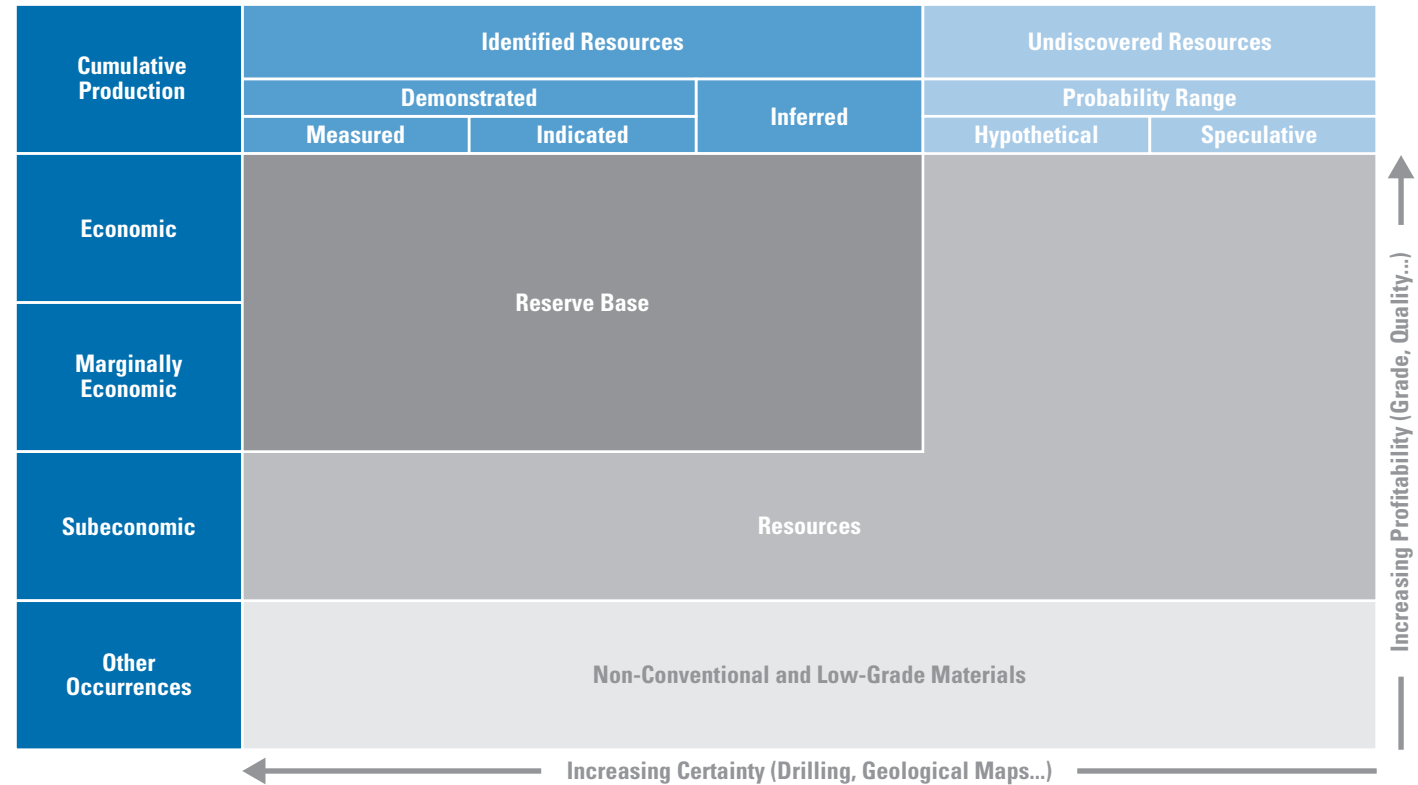 Cumulative
Production
Identified Resources
Undiscovered Resources
Demonstrated
Inferred
Probability Range
Measured
Indicated
Hypothetical
Speculative
Economic
Reserve Base
Marginally
Economic
Subeconomic
Resources
Other
Occurrences
Non-Conventional and Low-Grade Materials
Increasing Profitability (Grade, Quality...)
Increasing Certainty (Drilling, Geological Maps...)